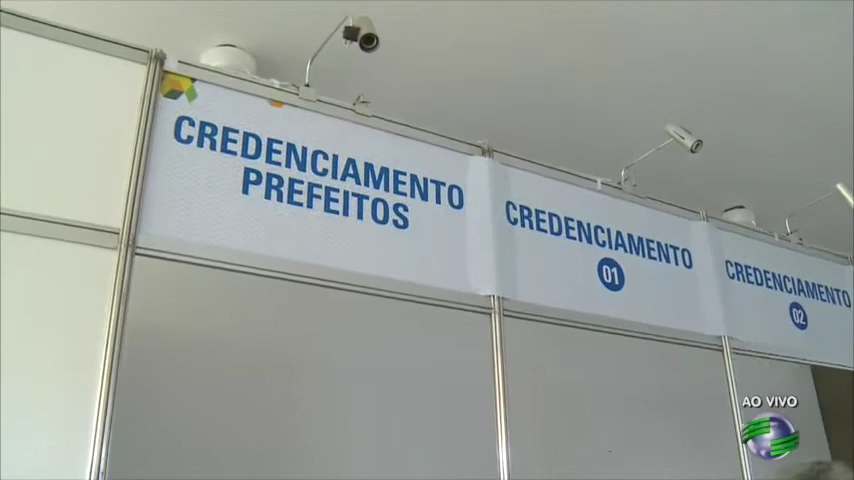 CREDENCIAMENTO
PREFEITOS
CREDENCIAMENTO
01
CREDENCIAMENTO
02
AO VIVO